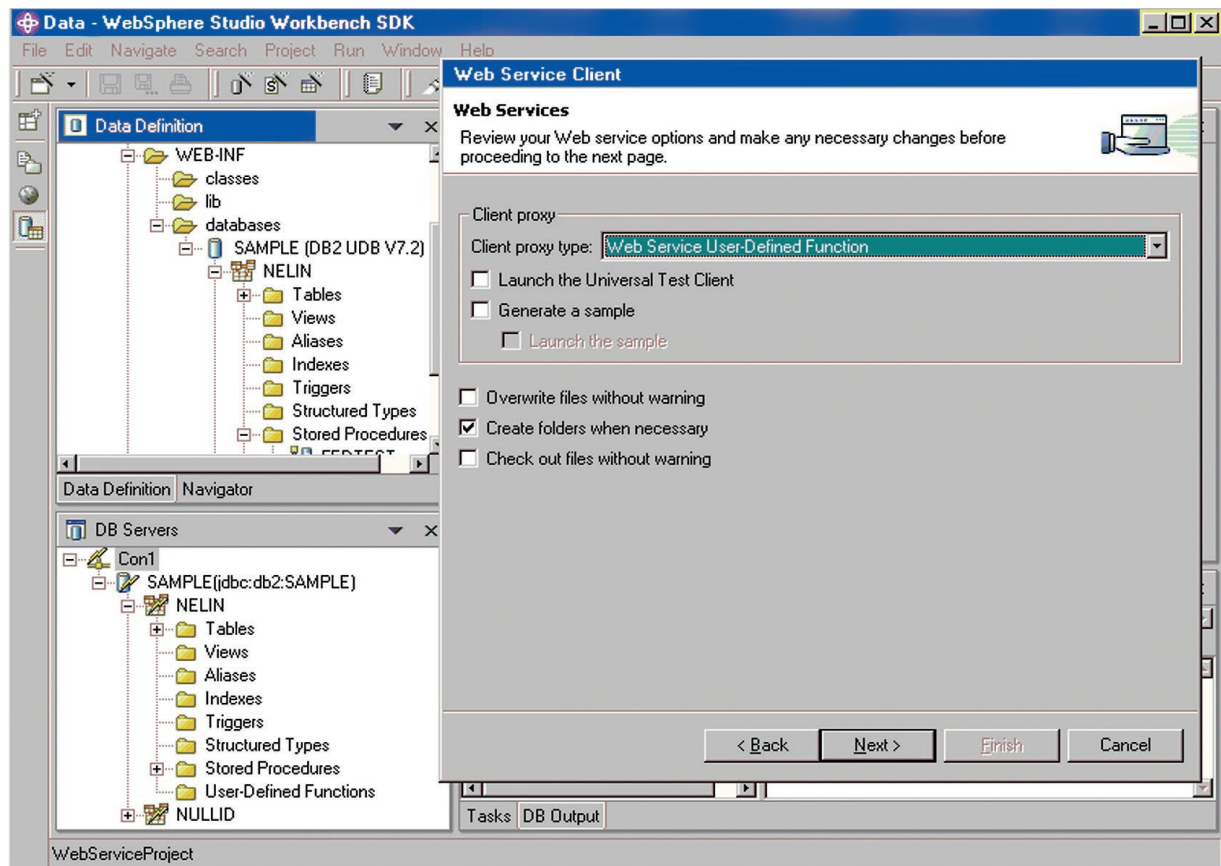 Data - WebSphere Studio Workbench SDK
File Edit Navigate Search Project Run Window Help
Data Definition
WEB-INF
classes
lib
databases
SAMPLE (DB2 UDB V7.2)
NELIN
Tables
Views
Aliases
Indexes
Triggers
Structured Types
Stored Procedures
Data Definition Navigator
DB Servers
Con1
SAMPLE(jdbc:db2:SAMPLE)
NELIN
Tables
Views
Aliases
Indexes
Triggers
Structured Types
Stored Procedures
User-Defined Functions
NULLID
Web Service Client
Web Services
Review your Web service options and make any necessary changes before
proceeding to the next page.
Client proxy
Client proxy type: Web Service User-Defined Function
Launch the Universal Test Client
Generate a sample
Launch the sample
Overwrite files without warning
Create folders when necessary
Check out files without warning
< Back Next > Finish Cancel
Tasks DB Output
WebServiceProject